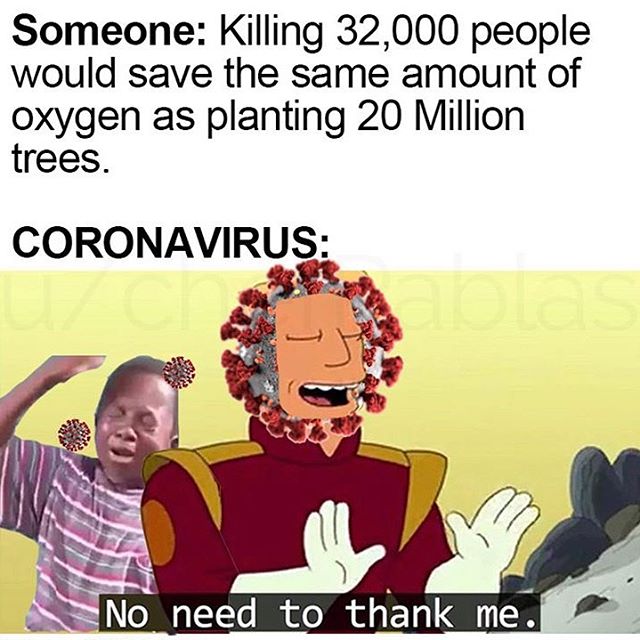 Someone: Killing 32,000 people
would save the same amount of
oxygen as planting 20 Million
trees.
CORONAVIRUS:
No need to thank me.